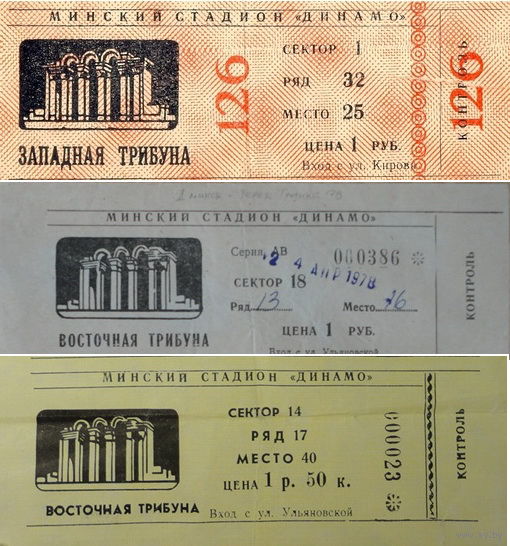 МИНСКИЙ СТАДИОН «ДИНАМО»
ЗАПАДНАЯ ТРИБУНА
126
СЕКТОР 1
РЯД 32
МЕСТО 25
ЦЕНА 1 РУБ.
Вход с ул. Кирова
КОНТРОЛЬ
126
МИНСКИЙ СТАДИОН «ДИНАМО»
ВОСТОЧНАЯ ТРИБУНА
Серия АВ 000386
2 4 АПР 1978
СЕКТОР 18
Ряд 13 Место 16
ЦЕНА 1 РУБ.
Вход с ул. Ульяновской
КОНТРОЛЬ
МИНСКИЙ СТАДИОН «ДИНАМО»
ВОСТОЧНАЯ ТРИБУНА
СЕКТОР 14
РЯД 17
МЕСТО 40
ЦЕНА 1 р. 50 к.
Вход с ул. Ульяновской
000023
КОНТРОЛЬ